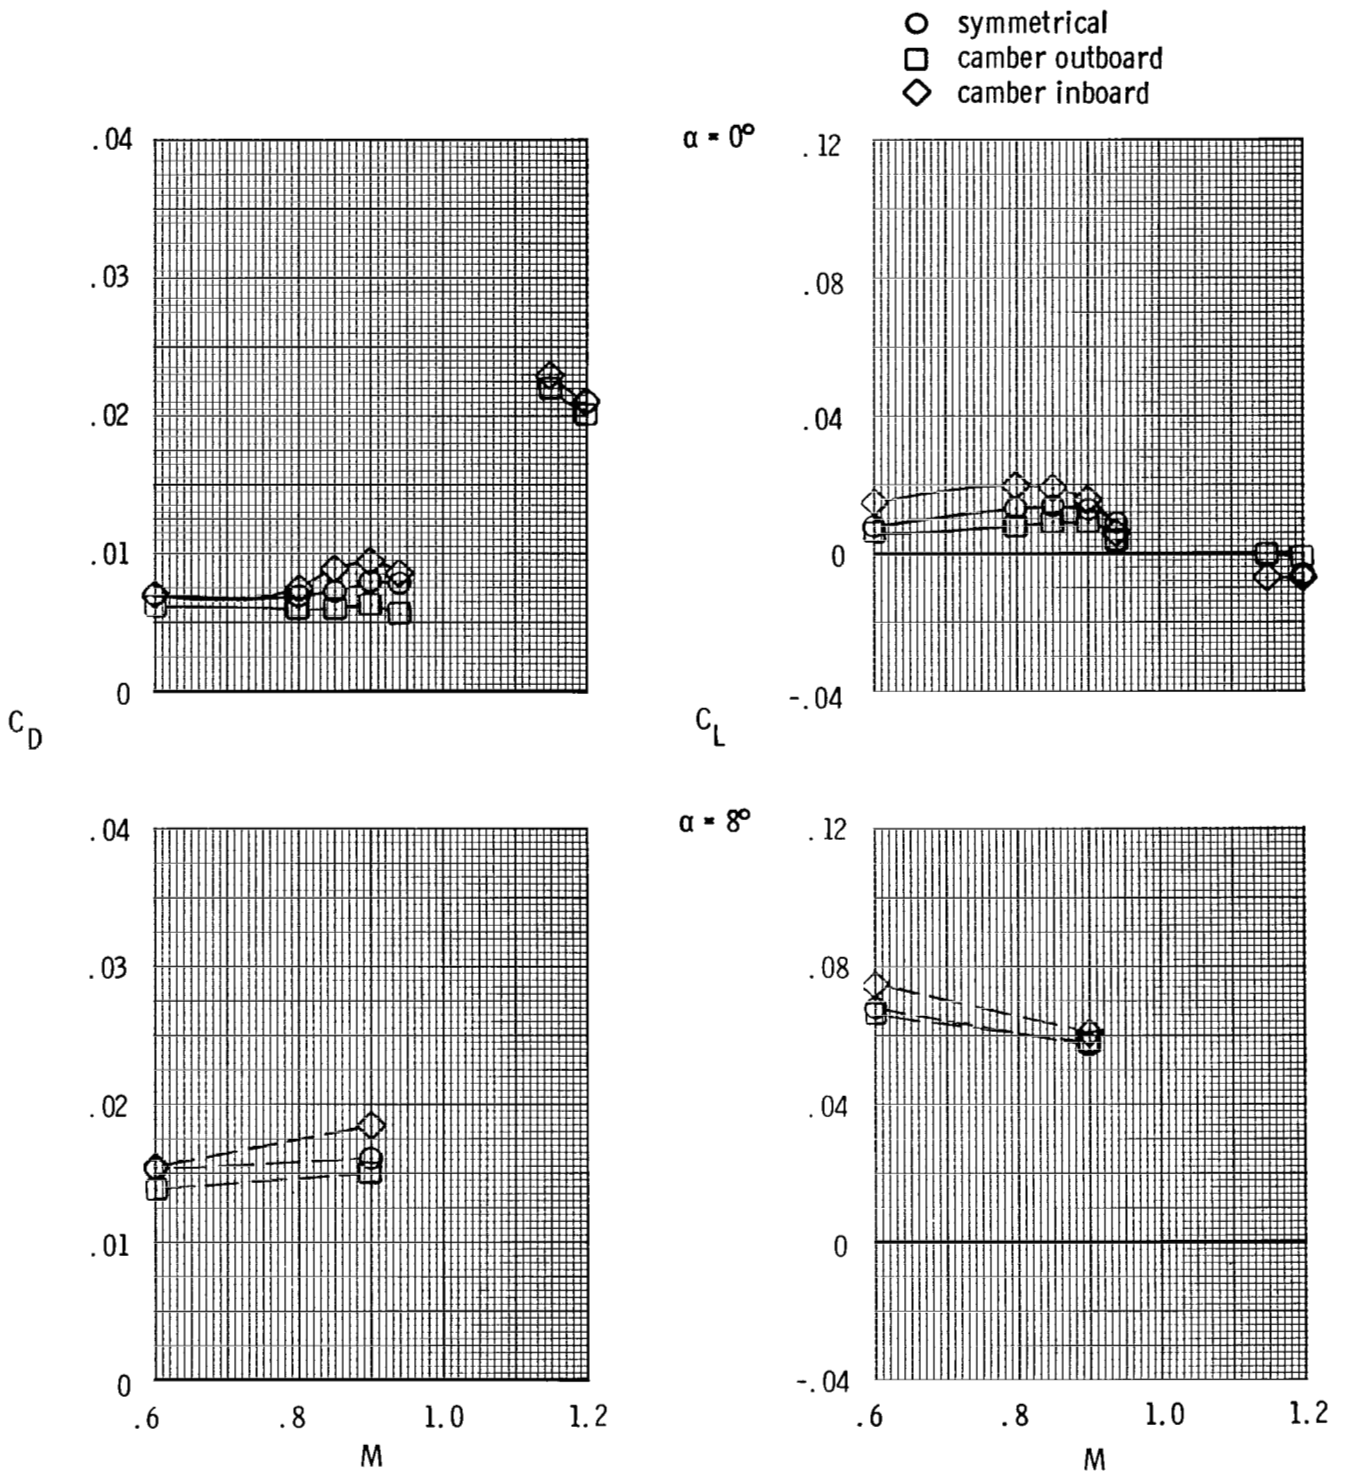 symmetrical
camber outboard
camber inboard
α = 0°
.04
.03
.02
.01
0
C_D
.12
.08
.04
0
-.04
C_L
α = 8°
.04
.03
.02
.01
0
.6 .8 1.0 1.2
M
.12
.08
.04
0
-.04
.6 .8 1.0 1.2
M